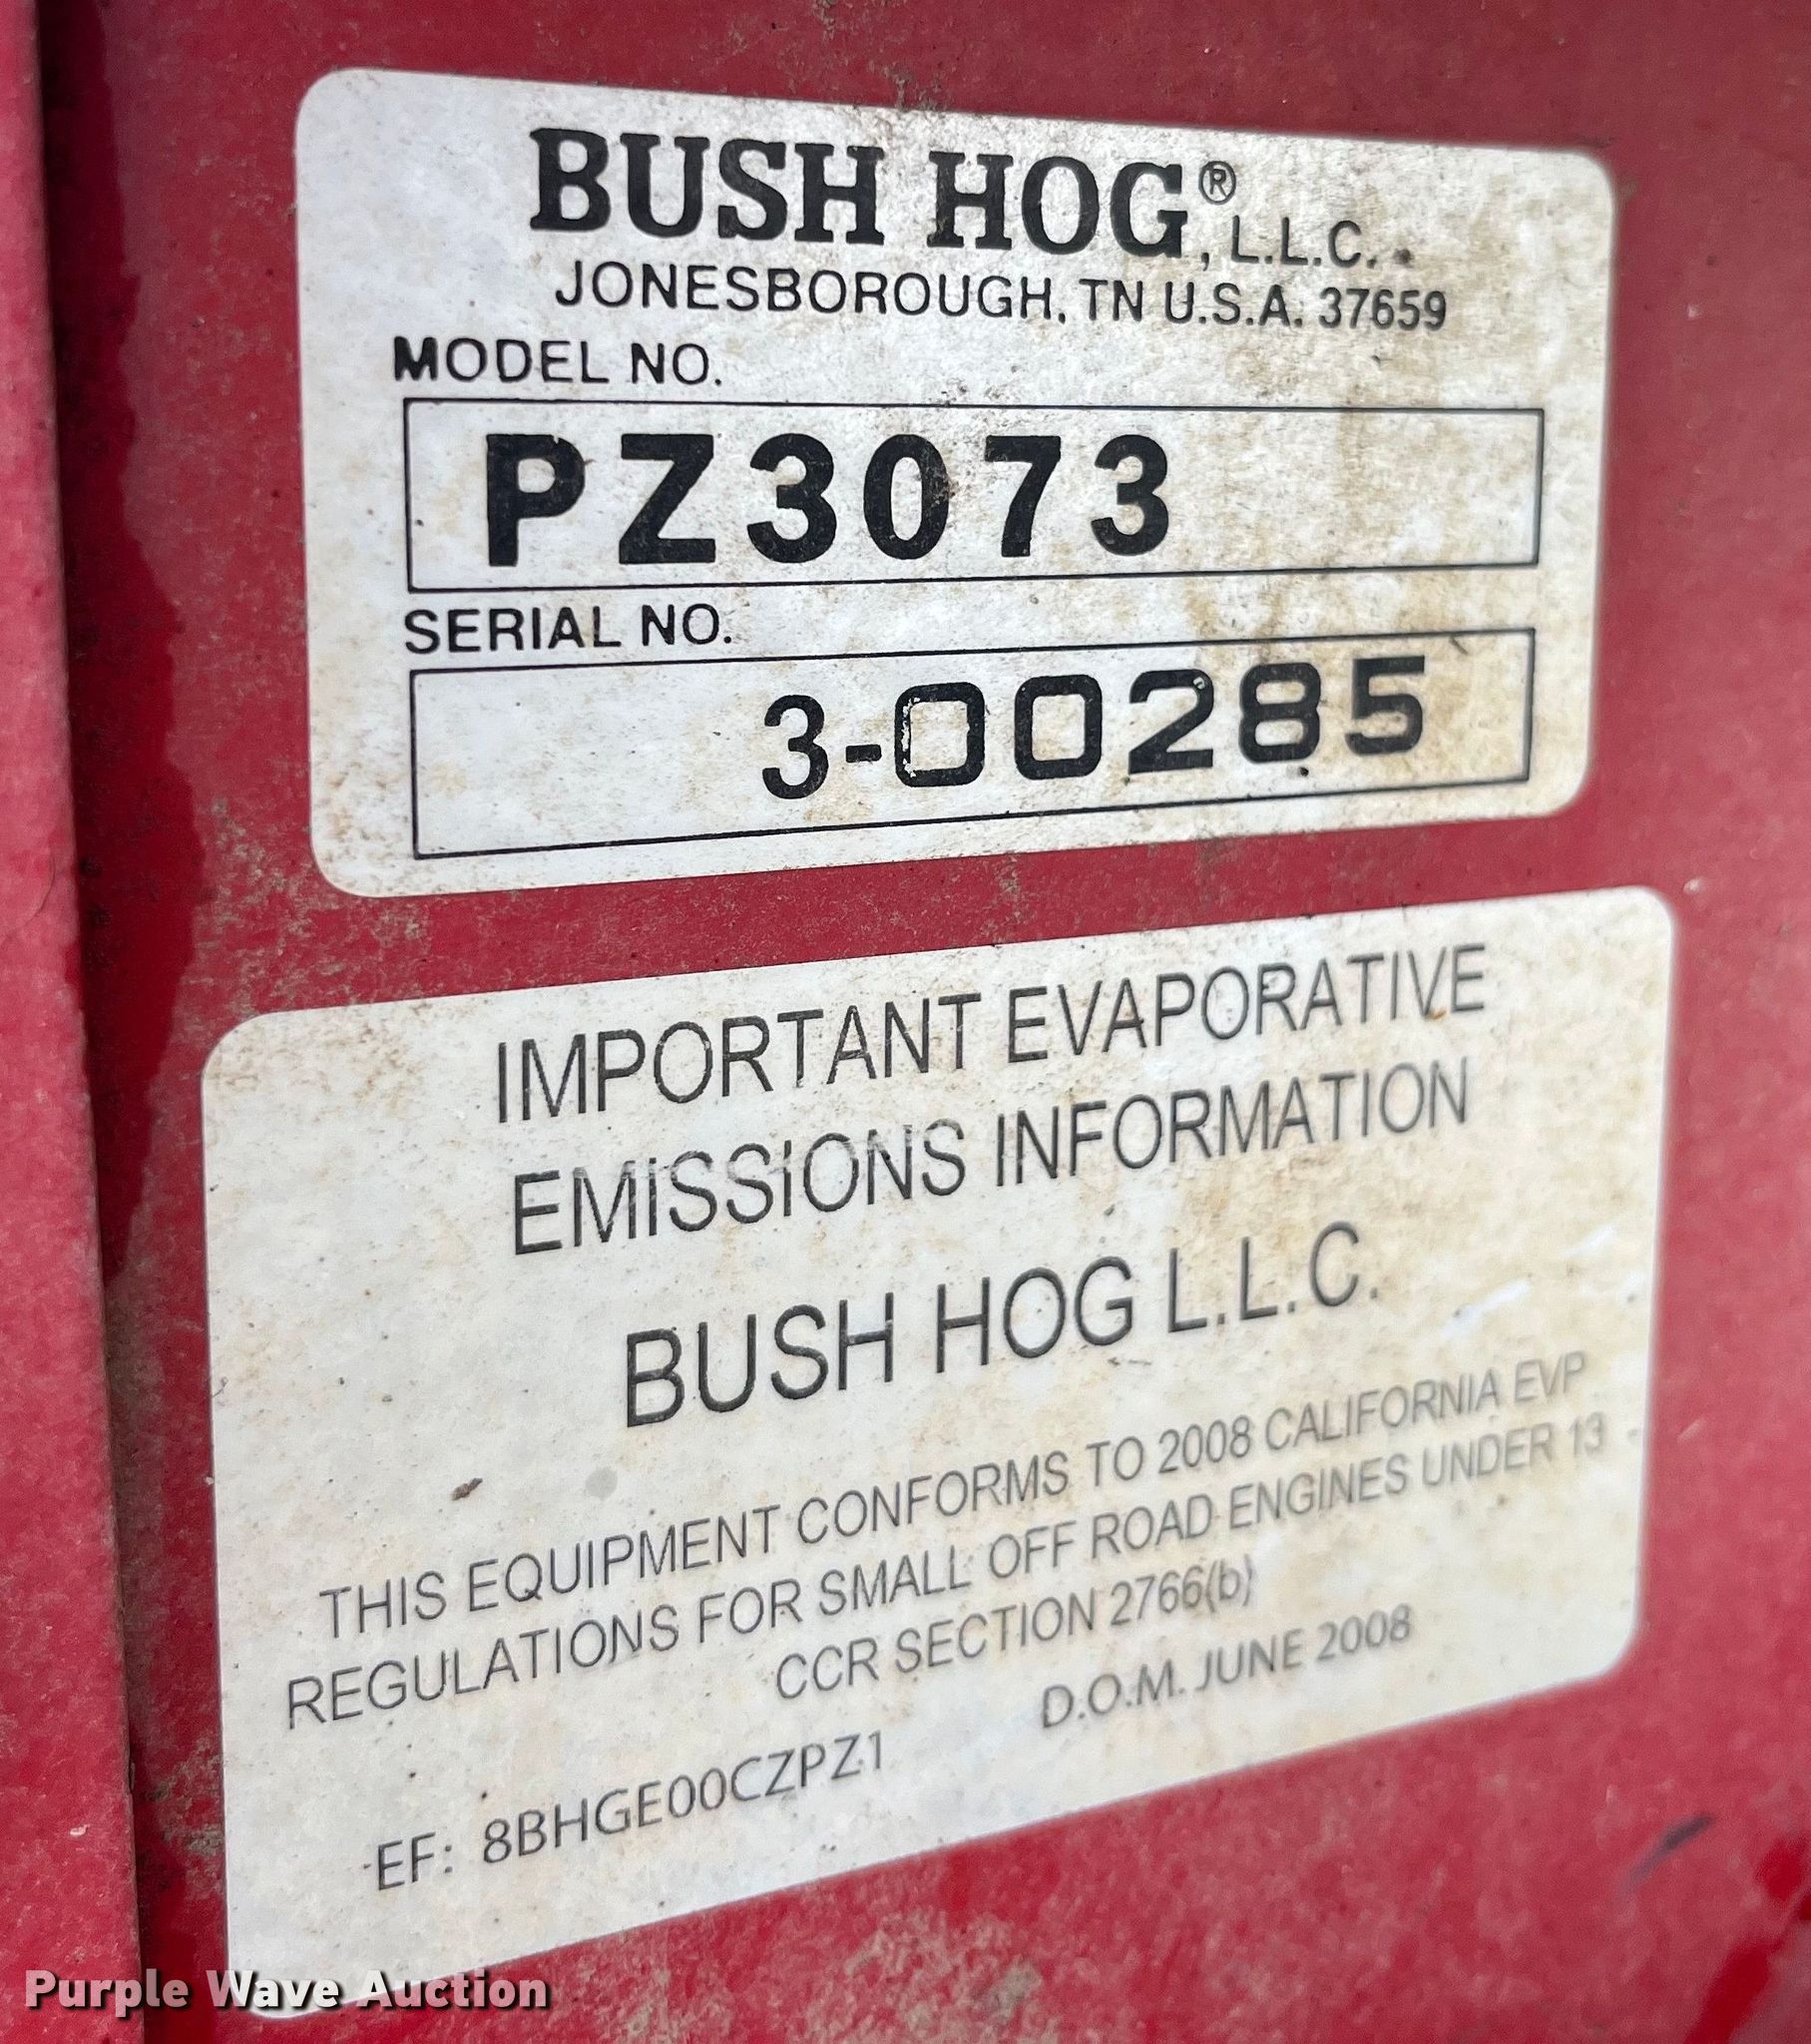 BUSH HOG®, L.L.C.
JONESBOROUGH, TN U.S.A. 37659
MODEL NO.
PZ3073
SERIAL NO.
3-00285
IMPORTANT EVAPORATIVE
EMISSIONS INFORMATION
BUSH HOG L.L.C.
THIS EQUIPMENT CONFORMS TO 2008 CALIFORNIA EVP
REGULATIONS FOR SMALL OFF ROAD ENGINES UNDER 13
CCR SECTION 2766(b)
D.O.M. JUNE 2008
EF: 8BHGE00CZPZ1
Purple Wave Auction